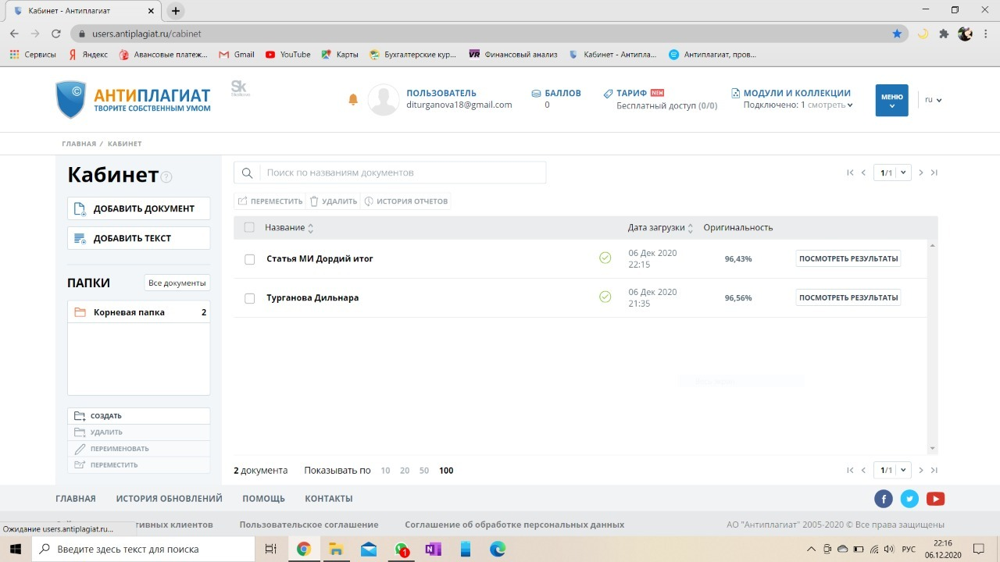 Кабинет - Антиплагиат
users.antiplagiat.ru/cabinet
Сервисы Яндекс Авансовые платеж... Gmail YouTube Карты Бухгалтерские кур... Финансовый анализ Кабинет - Антипла... Антиплагиат, пров...
АНТИПЛАГИАТ
ТВОРИТЕ СОБСТВЕННЫМ УМОМ
Sk
ПОЛЬЗОВАТЕЛЬ
diturganova18@gmail.com
БАЛЛОВ
0
ТАРИФ NEW
Бесплатный доступ (0/0)
МОДУЛИ И КОЛЛЕКЦИИ
Подключено: 1 смотреть
МЕНЮ
ru
ГЛАВНАЯ / КАБИНЕТ
Кабинет ?
ДОБАВИТЬ ДОКУМЕНТ
ДОБАВИТЬ ТЕКСТ
ПАПКИ Все документы
Корневая папка 2
СОЗДАТЬ
УДАЛИТЬ
ПЕРЕИМЕНОВАТЬ
ПЕРЕМЕСТИТЬ
Поиск по названиям документов
1/1
ПЕРЕМЕСТИТЬ УДАЛИТЬ ИСТОРИЯ ОТЧЕТОВ
Название Дата загрузки Оригинальность
Статья МИ Дордий итог 06 Дек 2020 22:15 96,43% ПОСМОТРЕТЬ РЕЗУЛЬТАТЫ
Турганова Дильнара 06 Дек 2020 21:35 96,56% ПОСМОТРЕТЬ РЕЗУЛЬТАТЫ
2 документа Показывать по 10 20 50 100
1/1
ГЛАВНАЯ ИСТОРИЯ ОБНОВЛЕНИЙ ПОМОЩЬ КОНТАКТЫ
тивных клиентов Пользовательское соглашение Соглашение об обработке персональных данных АО "Антиплагиат" 2005-2020 © Все права защищены
Ожидание users.antiplagiat.ru...
Введите здесь текст для поиска
1
РУС
22:16
06.12.2020